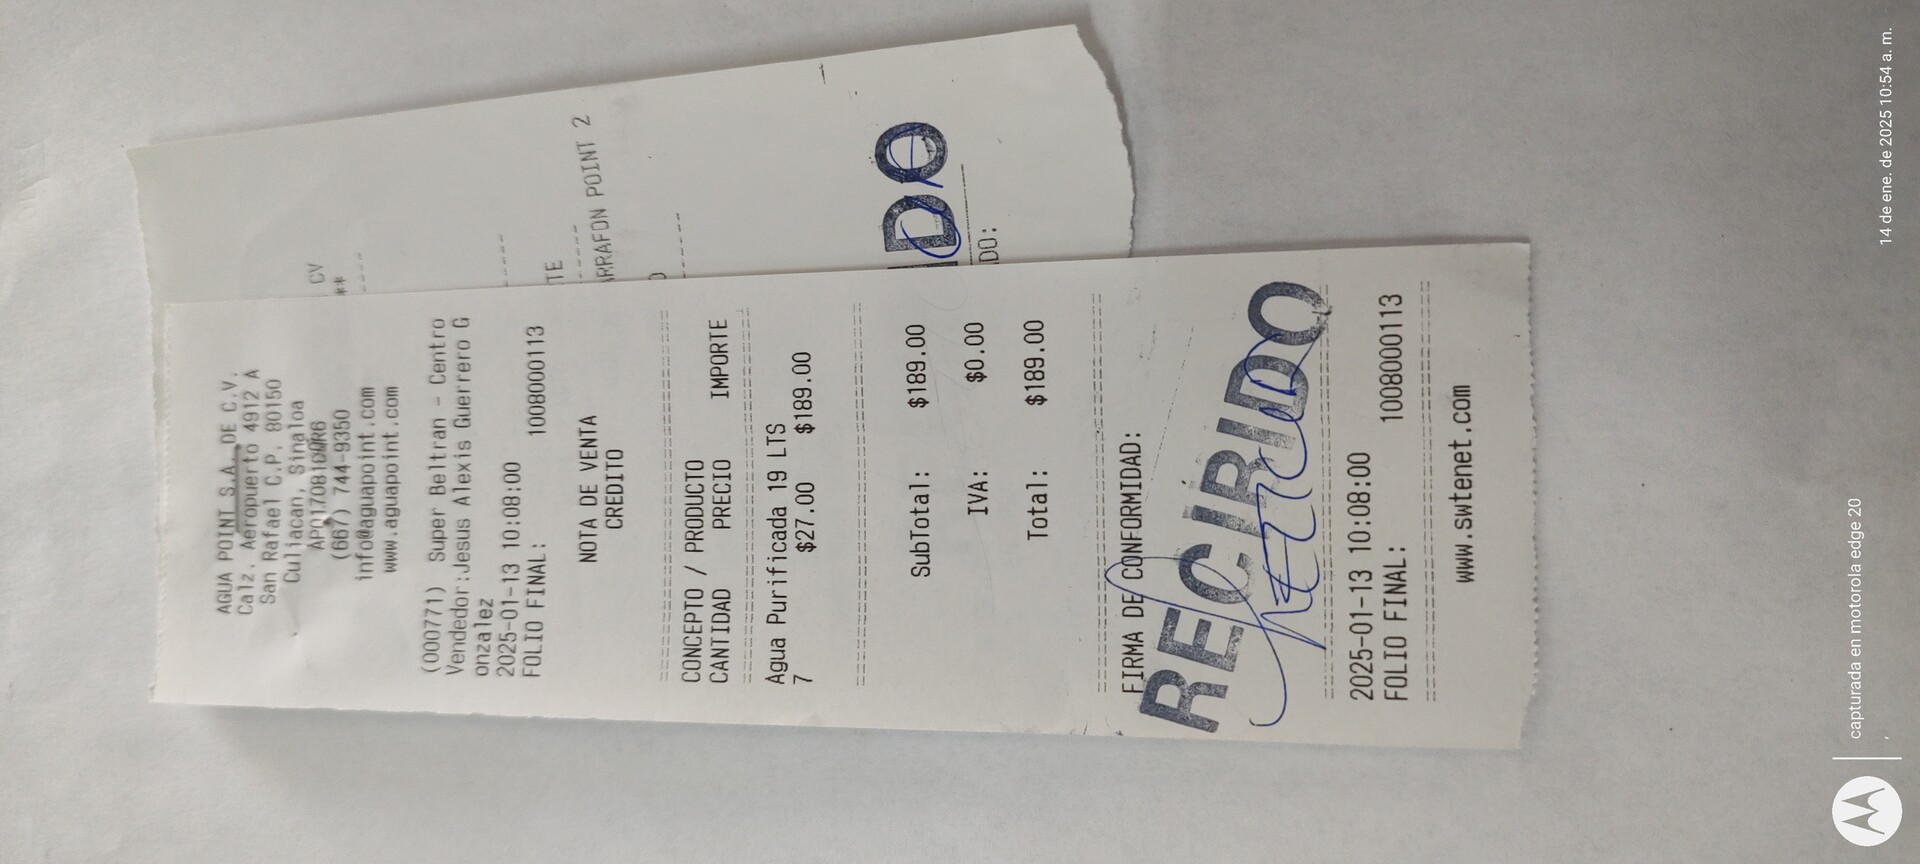 AGUA POINT S.A. DE C.V.
Calz. Aeropuerto 4912 A
San Rafael C.P. 80150
Culiacan, Sinaloa
(667) 744-9350
info@aguapoint.com
www.aguapoint.com
(000771) Super Beltran - Centro
Vendedor:Jesus Alexis Guerrero G
onzalez
2025-01-13 10:08:00
FOLIO FINAL: 1008000113
NOTA DE VENTA
CREDITO
CONCEPTO / PRODUCTO
CANTIDAD PRECIO IMPORTE
Agua Purificada 19 LTS
7 $27.00 $189.00
SubTotal: $189.00
IVA: $0.00
Total: $189.00
FIRMA DE CONFORMIDAD:
RECIBIDO
2025-01-13 10:08:00
FOLIO FINAL: 1008000113
www.swtenet.com
CV
**
TE
RRAFON POINT 2
DO
DO:
capturada en motorola edge 20
14 de ene. de 2025 10:54 a. m.